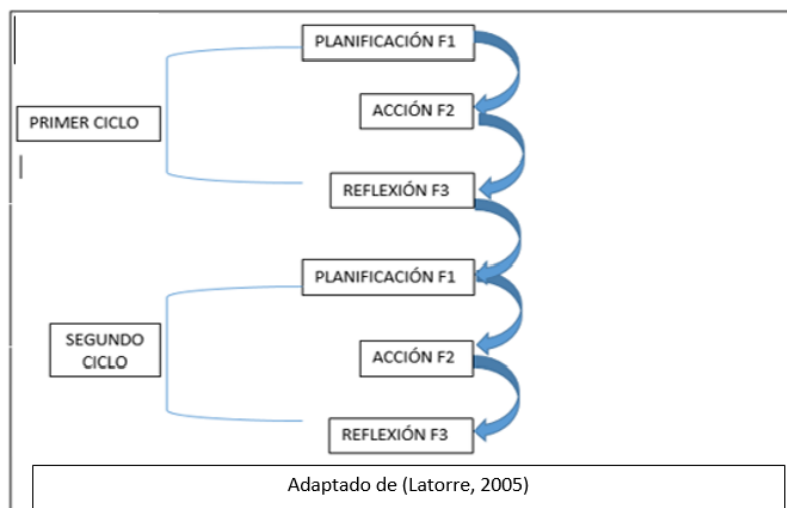 PLANIFICACIÓN F1
ACCIÓN F2
PRIMER CICLO
REFLEXIÓN F3
PLANIFICACIÓN F1
SEGUNDO
CICLO
ACCIÓN F2
REFLEXIÓN F3
Adaptado de (Latorre, 2005)